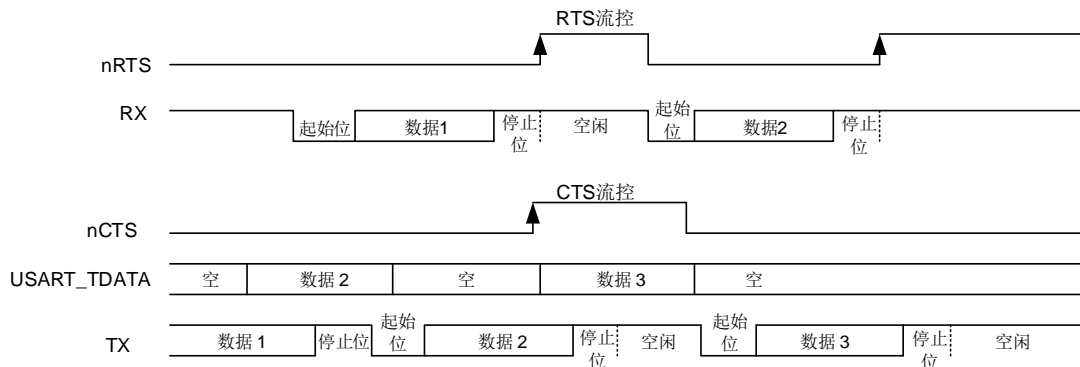 RTS流控
nRTS
RX
起始位
数据1
停止
位
空闲
起始
位
数据2
停止
位
CTS流控
nCTS
USART_TDATA
空
数据 2
空
数据 3
空
TX
数据 1
停止位
起始
位
数据 2
停止
位
空闲
起始
位
数据 3
停止
位
空闲